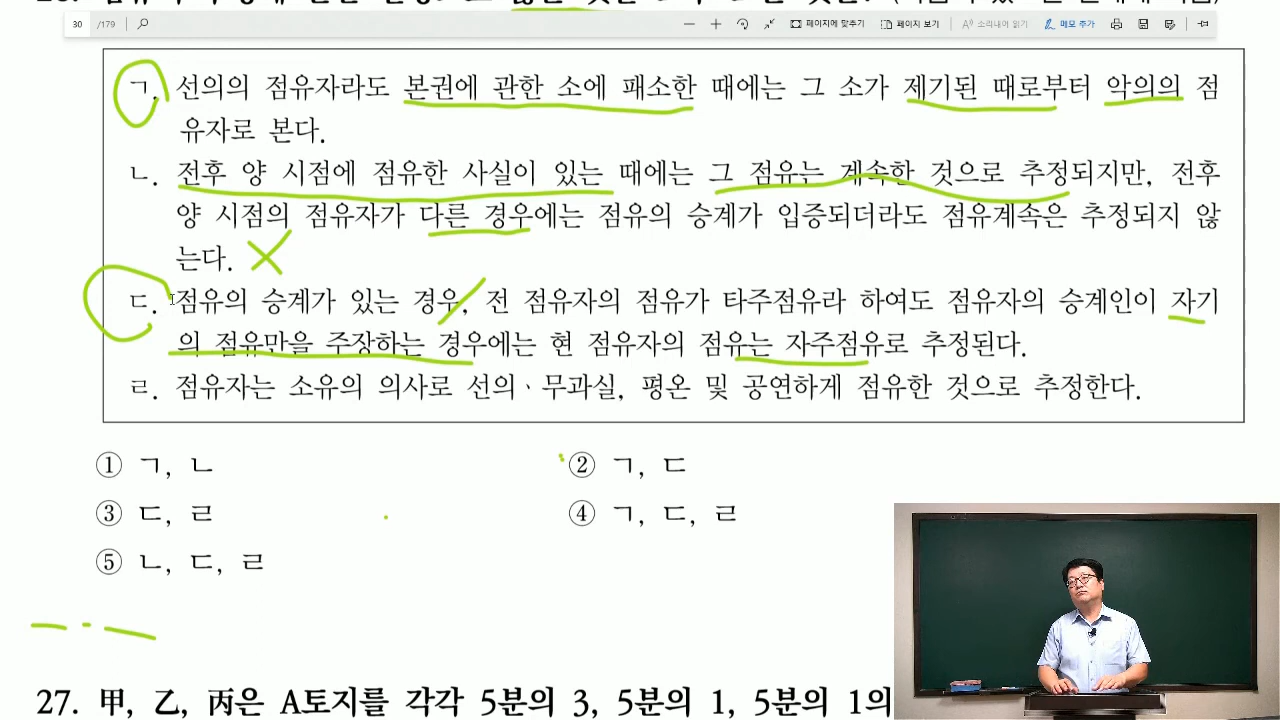 30 /179 페이지에 맞추기 페이지 보기 소리내어 읽기 메모 추가
ㄱ. 선의의 점유자라도 본권에 관한 소에 패소한 때에는 그 소가 제기된 때로부터 악의의 점
유자로 본다.
ㄴ. 전후 양 시점에 점유한 사실이 있는 때에는 그 점유는 계속한 것으로 추정되지만, 전후
양 시점의 점유자가 다른 경우에는 점유의 승계가 입증되더라도 점유계속은 추정되지 않
는다.
ㄷ. 점유의 승계가 있는 경우, 전 점유자의 점유가 타주점유라 하여도 점유자의 승계인이 자기
의 점유만을 주장하는 경우에는 현 점유자의 점유는 자주점유로 추정된다.
ㄹ. 점유자는 소유의 의사로 선의·무과실, 평온 및 공연하게 점유한 것으로 추정한다.
① ㄱ, ㄴ ② ㄱ, ㄷ
③ ㄷ, ㄹ ④ ㄱ, ㄷ, ㄹ
⑤ ㄴ, ㄷ, ㄹ
27. 甲, 乙, 丙은 A토지를 각각 5분의 3, 5분의 1, 5분의 1의